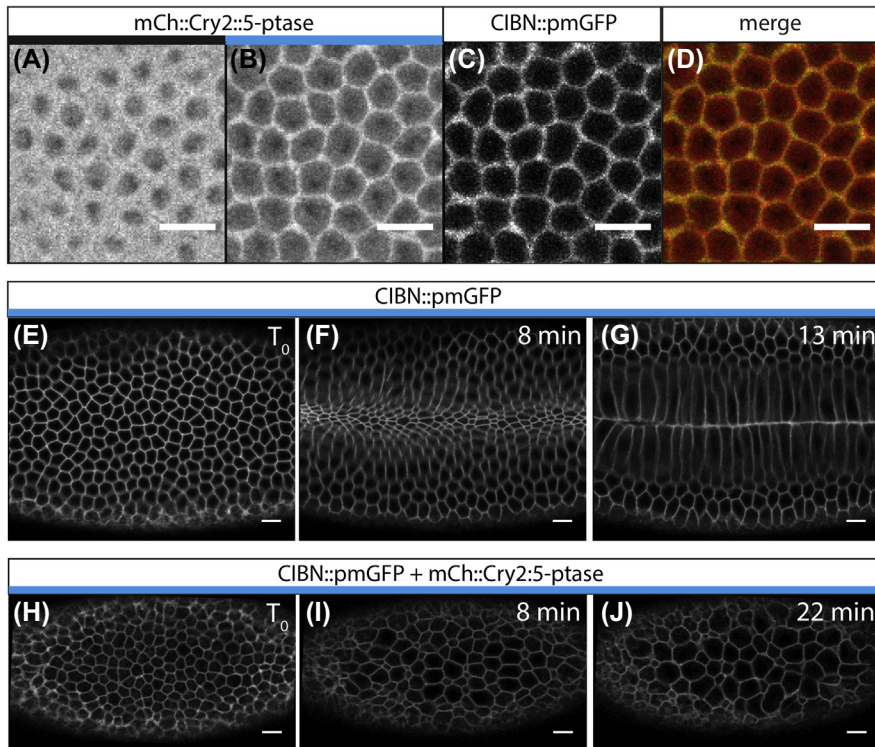 mCh::Cry2::5-ptase CIBN::pmGFP merge
(A) (B) (C) (D)
CIBN::pmGFP
(E) T0 (F) 8 min (G) 13 min
CIBN::pmGFP + mCh::Cry2:5-ptase
(H) T0 (I) 8 min (J) 22 min